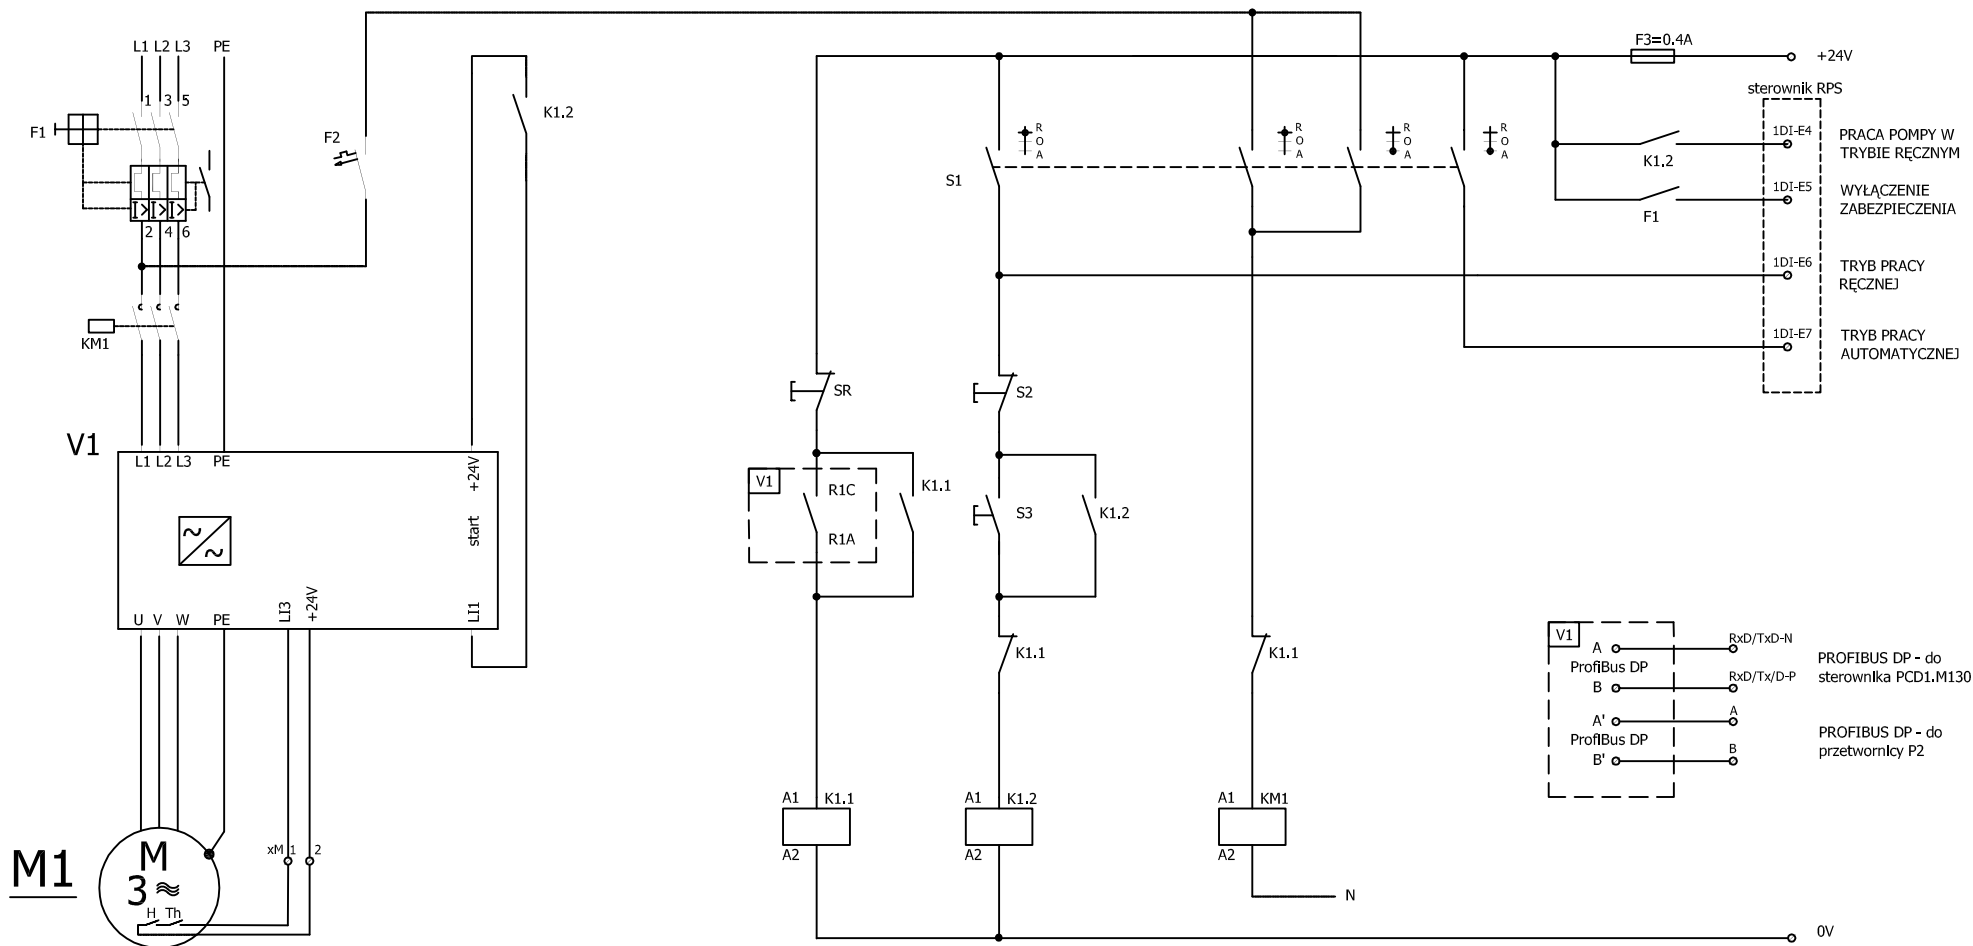 L1 L2 L3 PE
1 3 5
F1
2 4 6
KM1
F2
K1.2
V1
L1 L2 L3 PE
+24V
start
LI1
~
~
U V W PE
LI3
+24V
M1
M
3
H Th
xM 1 2
F3=0.4A
+24V
sterownik RPS
R
O
A
R
O
A
R
O
A
R
O
A
S1
K1.2
1DI-E4
PRACA POMPY W
TRYBIE RĘCZNYM
F1
1DI-E5
WYŁĄCZENIE
ZABEZPIECZENIA
1DI-E6
TRYB PRACY
RĘCZNEJ
1DI-E7
TRYB PRACY
AUTOMATYCZNEJ
SR
S2
V1
R1C
R1A
K1.1
S3
K1.2
K1.1
K1.1
A1 K1.1
A2
A1 K1.2
A2
A1 KM1
A2
N
0V
V1
A RxD/TxD-N
ProfiBus DP
B RxD/Tx/D-P
PROFIBUS DP - do
sterownika PCD1.M130
A' A
ProfiBus DP
B' B
PROFIBUS DP - do
przetwornicy P2
I> I> I>